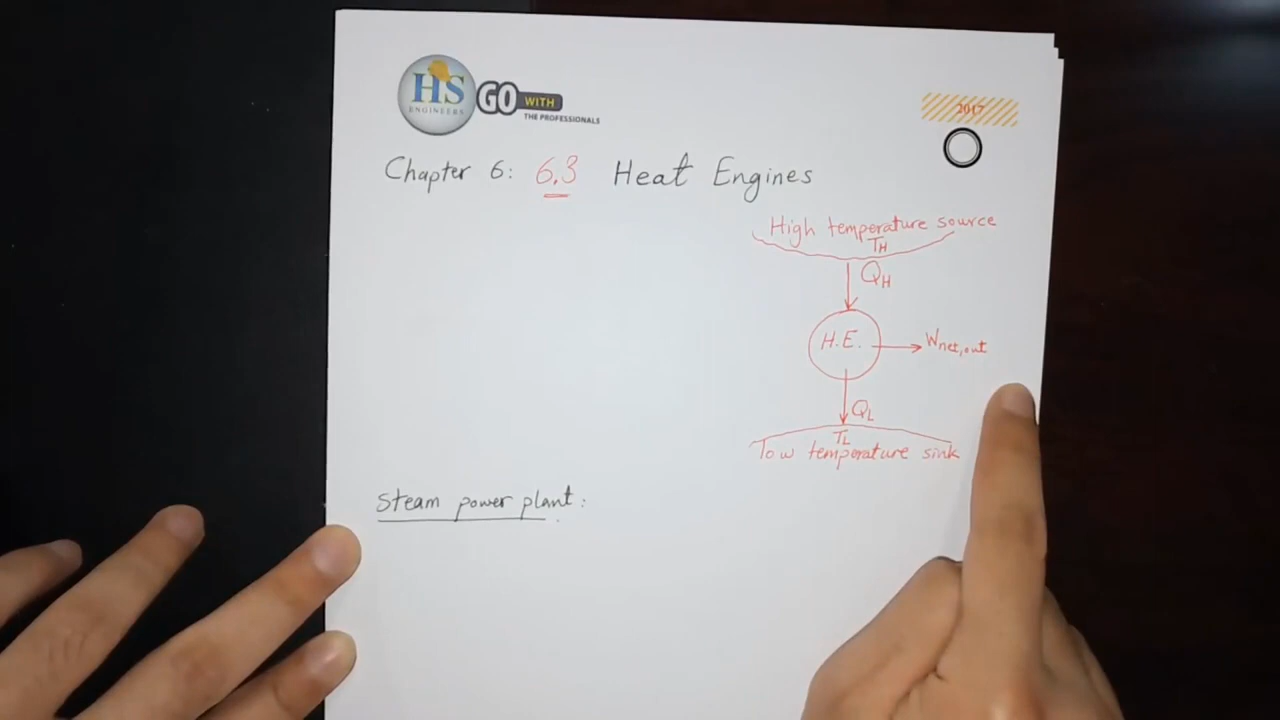 HS
ENGINEERS
GO WITH
THE PROFESSIONALS
2017
Chapter 6: 6.3 Heat Engines
High temperature source
TH
QH
H.E. Wnet,out
QL
TL
Tow temperature sink
Steam power plant: